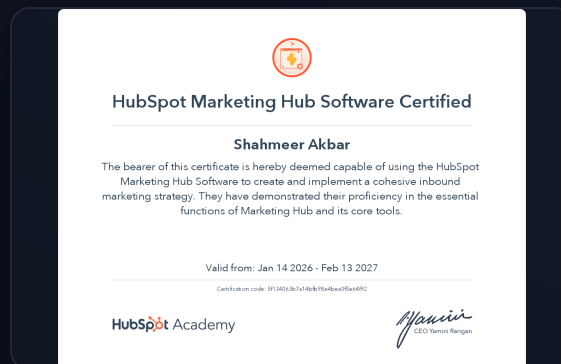 HubSpot Marketing Hub Software Certified
Shahmeer Akbar
The bearer of this certificate is hereby deemed capable of using the HubSpot
Marketing Hub Software to create and implement a cohesive inbound
marketing strategy. They have demonstrated their proficiency in the essential
functions of Marketing Hub and its core tools.
Valid from: Jan 14 2026 - Feb 13 2027
Certification code:
HubSpot Academy
CEO Yamini Rangan